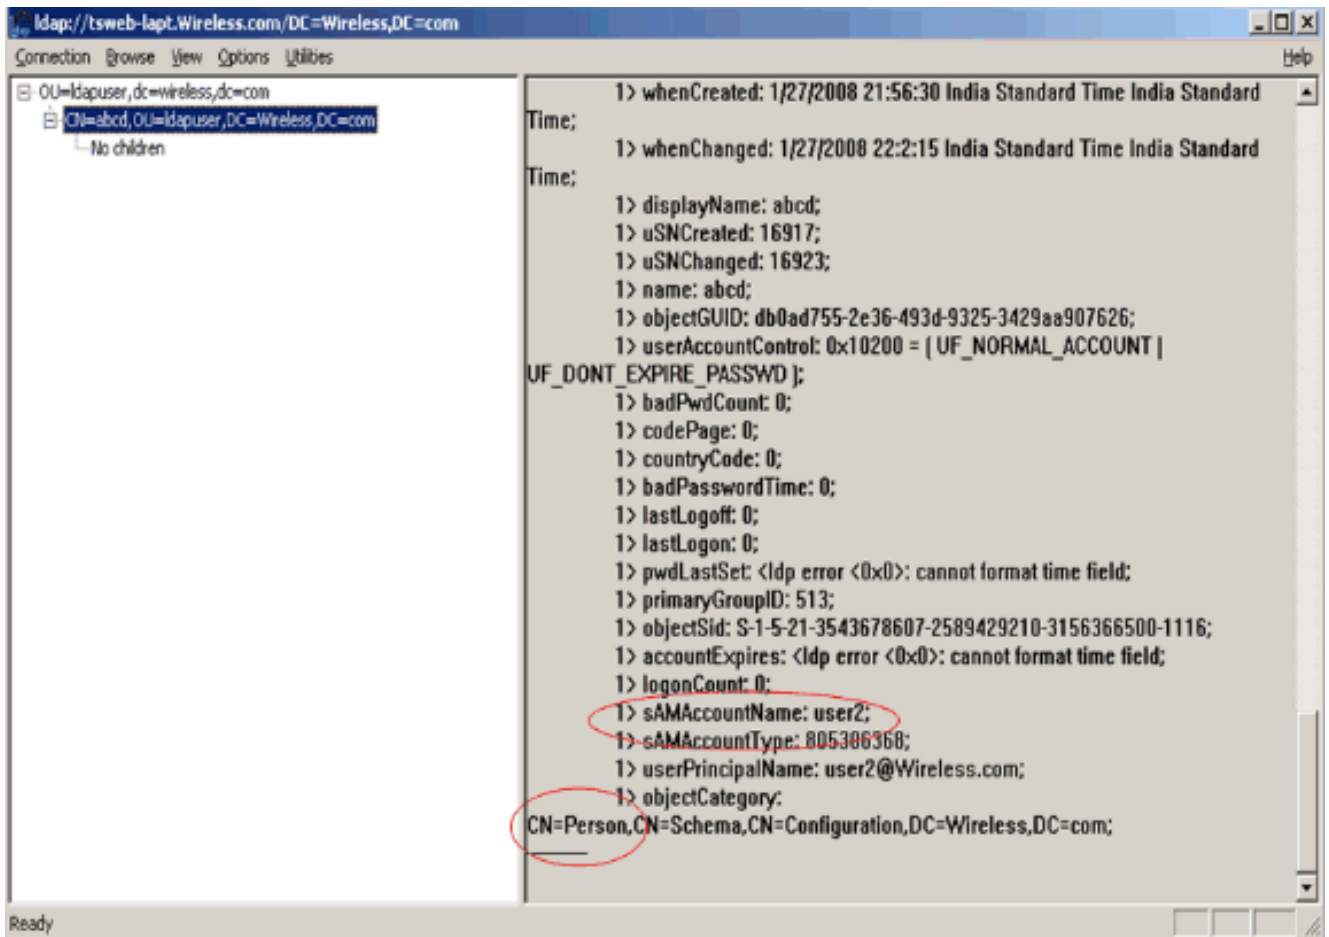 ldap://tsweb-lapt.Wireless.com/DC=Wireless,DC=com
Connection Browse View Options Utilities Help
OU=ldapuser,dc=wireless,dc=com
CN=abcd,OU=ldapuser,DC=Wireless,DC=com
No children
1> whenCreated: 1/27/2008 21:56:30 India Standard Time India Standard
Time;
1> whenChanged: 1/27/2008 22:2:15 India Standard Time India Standard
Time;
1> displayName: abcd;
1> uSNCreated: 16917;
1> uSNChanged: 16923;
1> name: abcd;
1> objectGUID: db0ad755-2e36-493d-9325-3429aa907626;
1> userAccountControl: 0x10200 = ( UF_NORMAL_ACCOUNT |
UF_DONT_EXPIRE_PASSWD );
1> badPwdCount: 0;
1> codePage: 0;
1> countryCode: 0;
1> badPasswordTime: 0;
1> lastLogoff: 0;
1> lastLogon: 0;
1> pwdLastSet: <ldp error <0x0>: cannot format time field;
1> primaryGroupID: 513;
1> objectSid: S-1-5-21-3543678607-2589429210-3156366500-1116;
1> accountExpires: <ldp error <0x0>: cannot format time field;
1> logonCount: 0;
1> sAMAccountName: user2;
1> sAMAccountType: 805306368;
1> userPrincipalName: user2@Wireless.com;
1> objectCategory:
CN=Person,CN=Schema,CN=Configuration,DC=Wireless,DC=com;
Ready